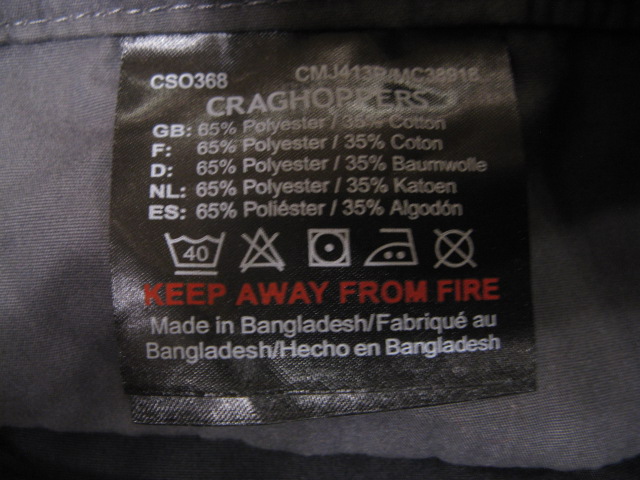 CSO368 CMJ413R/MC38918
CRAGHOPPERS
GB: 65% Polyester / 35% Cotton
F: 65% Polyester / 35% Coton
D: 65% Polyester / 35% Baumwolle
NL: 65% Polyester / 35% Katoen
ES: 65% Poliéster / 35% Algodón
40
KEEP AWAY FROM FIRE
Made in Bangladesh/Fabriqué au
Bangladesh/Hecho en Bangladesh